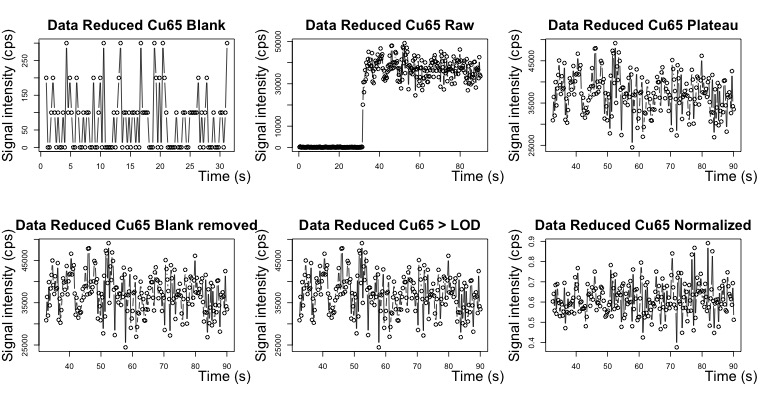 Data Reduced Cu65 Blank
Signal intensity (cps)
0 50 150 250
0 5 10 15 20 25 30
Time (s)
Data Reduced Cu65 Raw
Signal intensity (cps)
0 10000 30000 50000
0 20 40 60 80
Time (s)
Data Reduced Cu65 Plateau
Signal intensity (cps)
25000 35000 45000
40 50 60 70 80 90
Time (s)
Data Reduced Cu65 Blank removed
Signal intensity (cps)
25000 35000 45000
40 50 60 70 80 90
Time (s)
Data Reduced Cu65 > LOD
Signal intensity (cps)
25000 35000 45000
40 50 60 70 80 90
Time (s)
Data Reduced Cu65 Normalized
Signal intensity (cps)
0.4 0.5 0.6 0.7 0.8 0.9
40 50 60 70 80 90
Time (s)